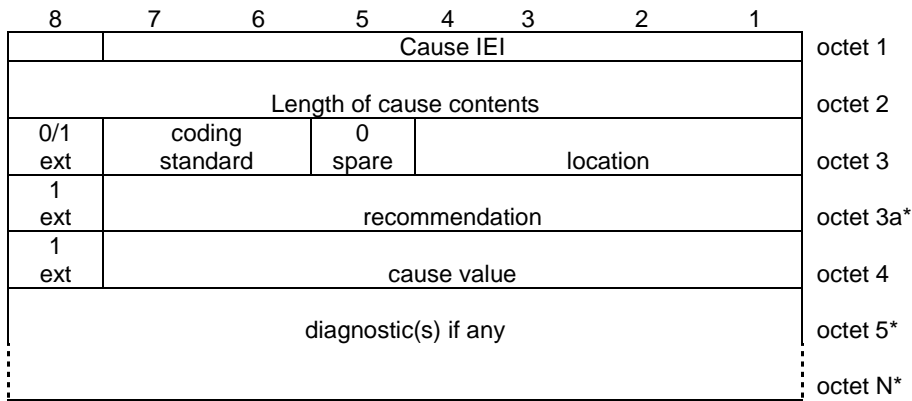 8 7 6 5 4 3 2 1
Cause IEI octet 1
Length of cause contents octet 2
0/1 coding 0
ext standard spare location octet 3
1
ext recommendation octet 3a*
1
ext cause value octet 4
diagnostic(s) if any octet 5*
octet N*